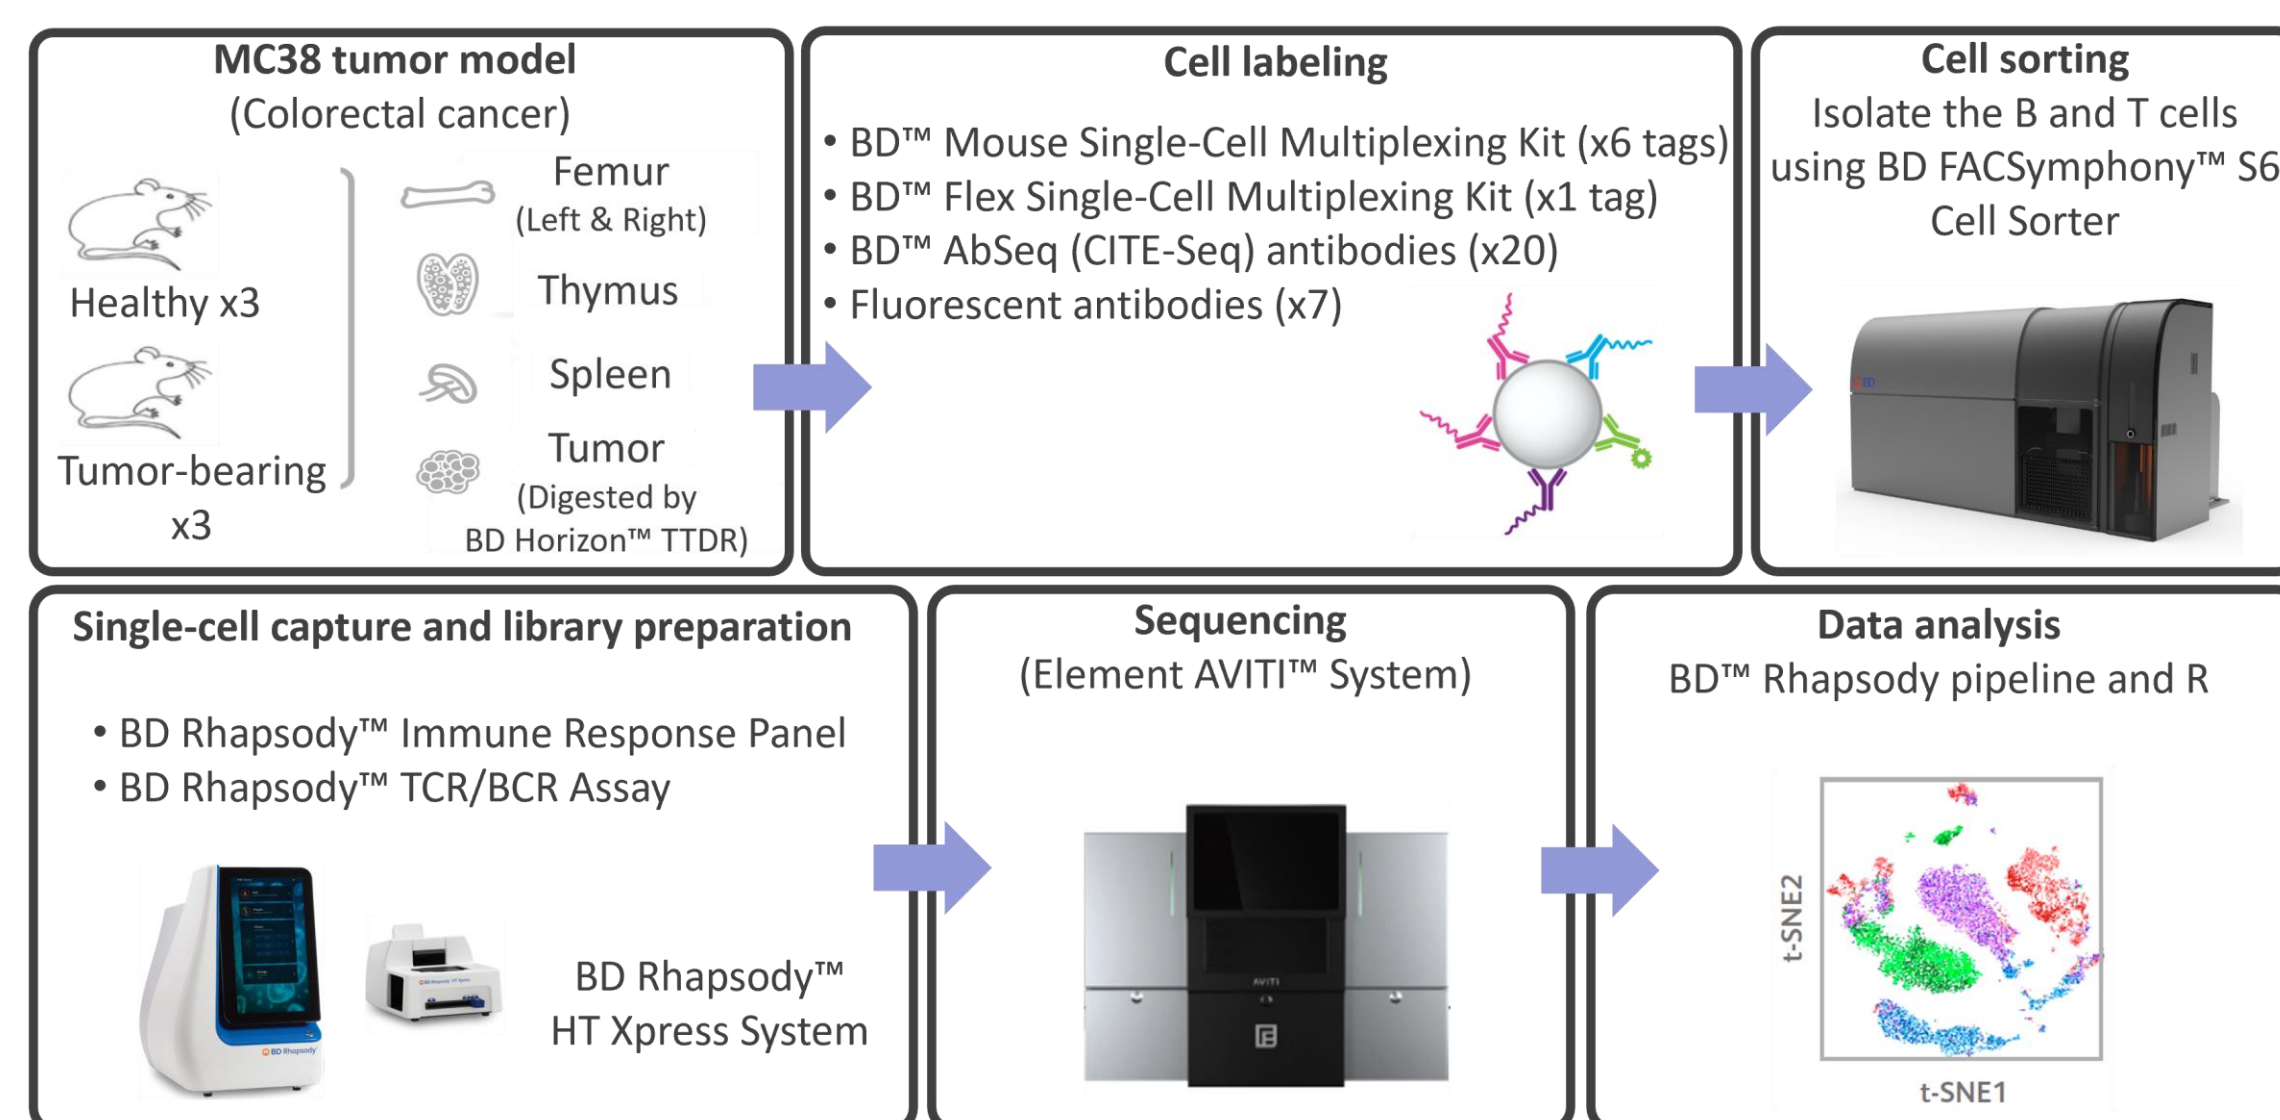 MC38 tumor model
(Colorectal cancer)
Healthy x3
Tumor-bearing
x3
Femur
(Left & Right)
Thymus
Spleen
Tumor
(Digested by
BD Horizon™ TTDR)
Cell labeling
• BD™ Mouse Single-Cell Multiplexing Kit (x6 tags)
• BD™ Flex Single-Cell Multiplexing Kit (x1 tag)
• BD™ AbSeq (CITE-Seq) antibodies (x20)
• Fluorescent antibodies (x7)
Cell sorting
Isolate the B and T cells
using BD FACSymphony™ S6
Cell Sorter
BD
Single-cell capture and library preparation
• BD Rhapsody™ Immune Response Panel
• BD Rhapsody™ TCR/BCR Assay
BD Rhapsody™
HT Xpress System
BD Rhapsody
Sequencing
(Element AVITI™ System)
AVITI
Data analysis
BD™ Rhapsody pipeline and R
t-SNE2
t-SNE1